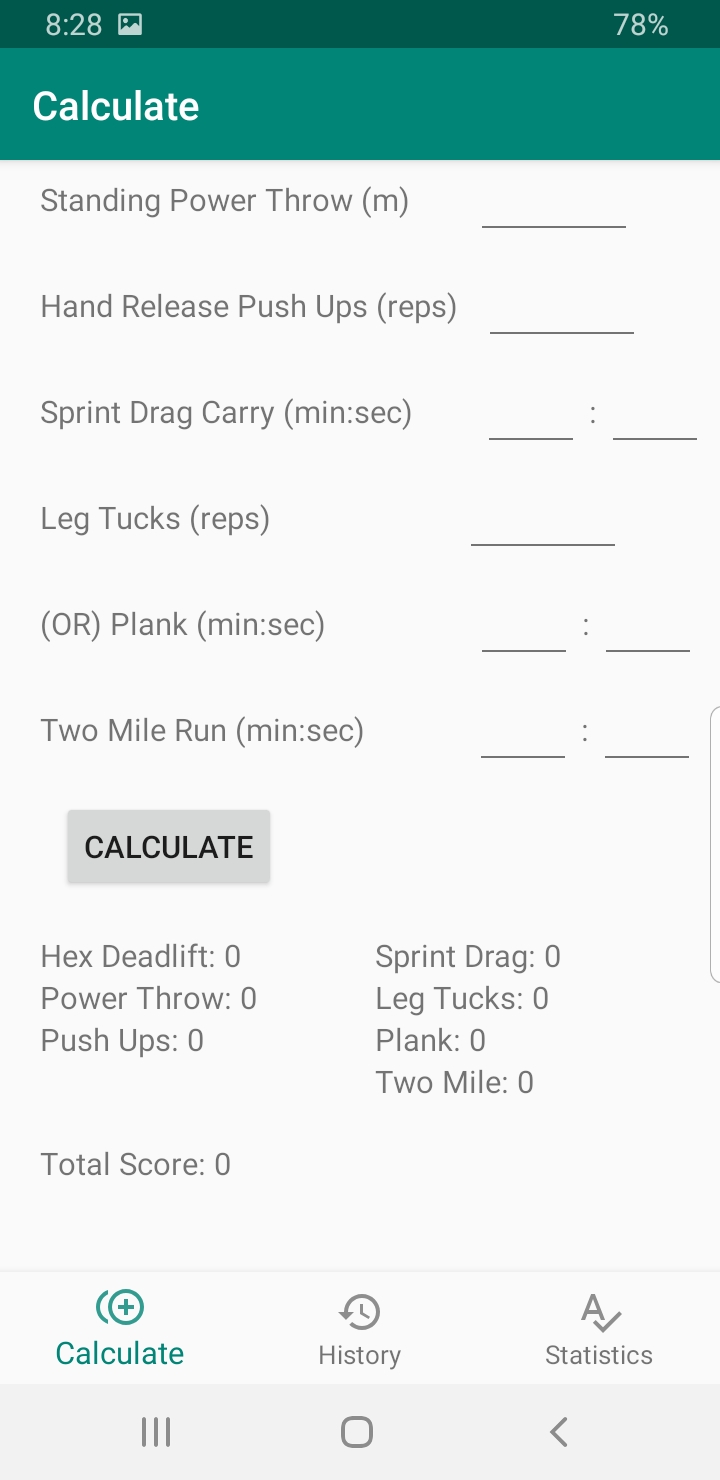 8:28 78%
Calculate
Standing Power Throw (m)
Hand Release Push Ups (reps)
Sprint Drag Carry (min:sec) :
Leg Tucks (reps)
(OR) Plank (min:sec) :
Two Mile Run (min:sec) :
CALCULATE
Hex Deadlift: 0
Power Throw: 0
Push Ups: 0
Sprint Drag: 0
Leg Tucks: 0
Plank: 0
Two Mile: 0
Total Score: 0
Calculate
History
Statistics